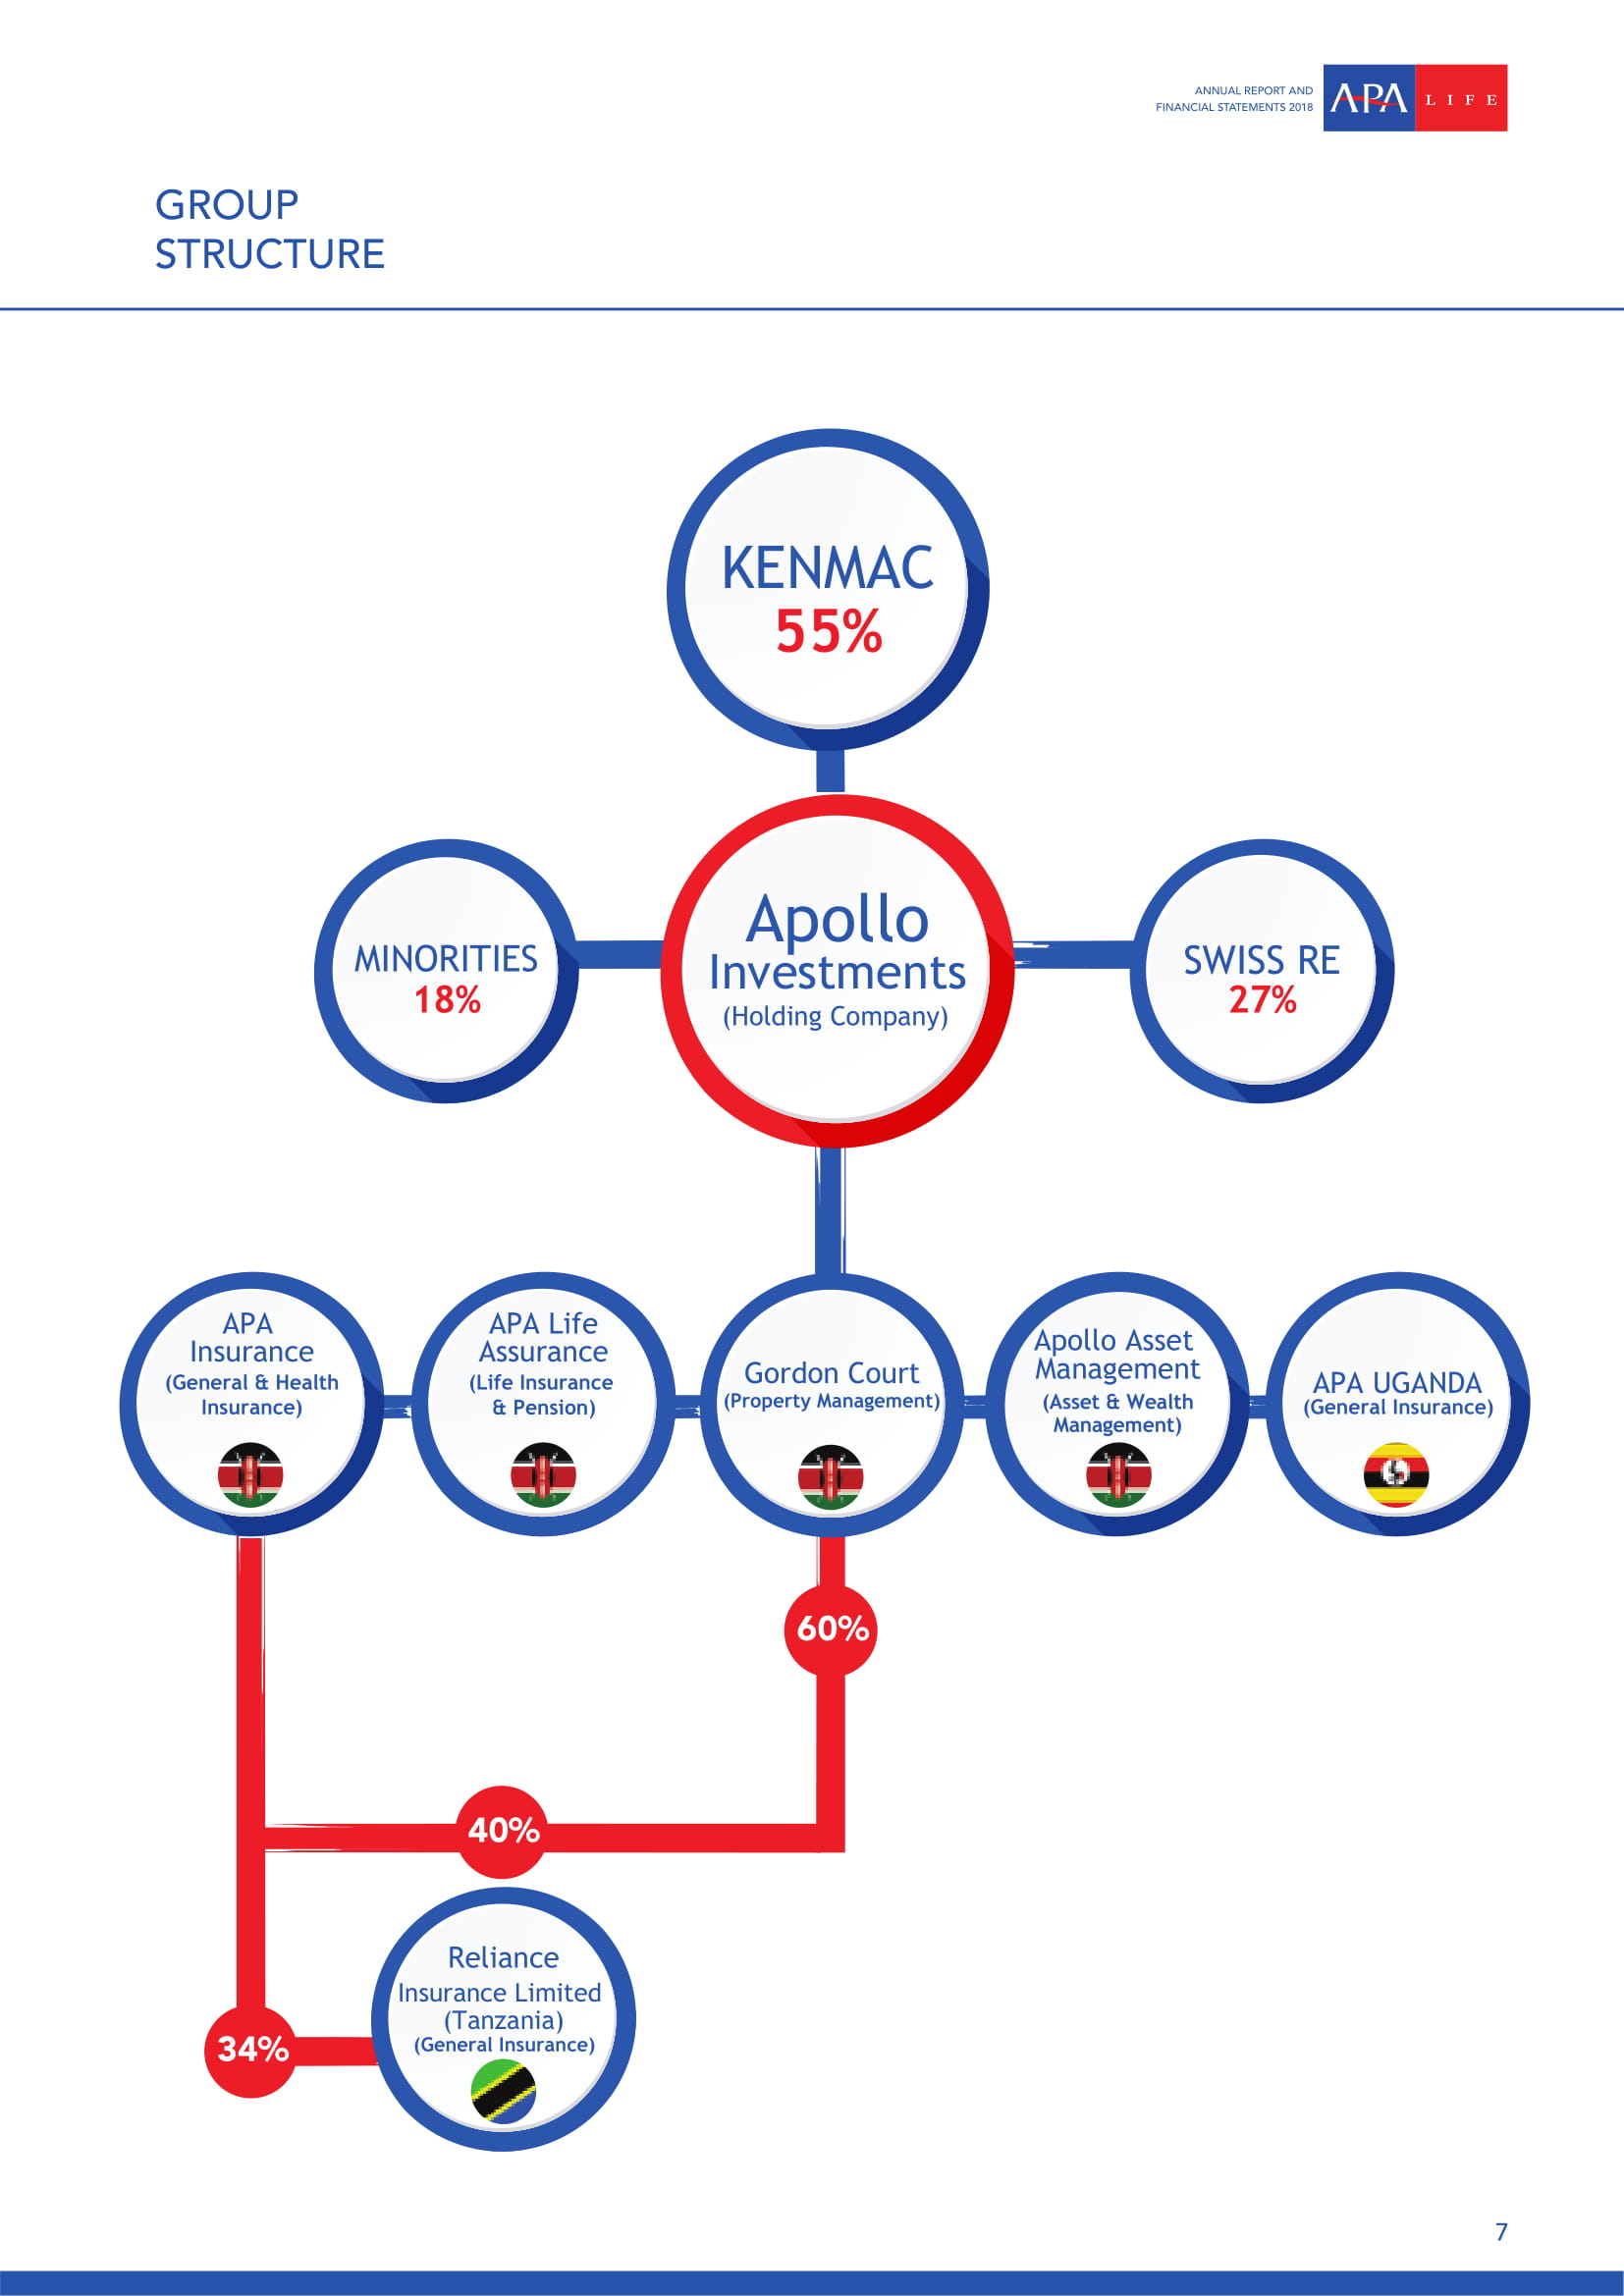 ANNUAL REPORT AND
FINANCIAL STATEMENTS 2018
APA LIFE
GROUP
STRUCTURE
KENMAC
55%
MINORITIES
18%
Apollo
Investments
(Holding Company)
SWISS RE
27%
APA
Insurance
(General & Health
Insurance)
APA Life
Assurance
(Life Insurance
& Pension)
Gordon Court
(Property Management)
Apollo Asset
Management
(Asset & Wealth
Management)
APA UGANDA
(General Insurance)
60%
40%
34%
Reliance
Insurance Limited
(Tanzania)
(General Insurance)
7